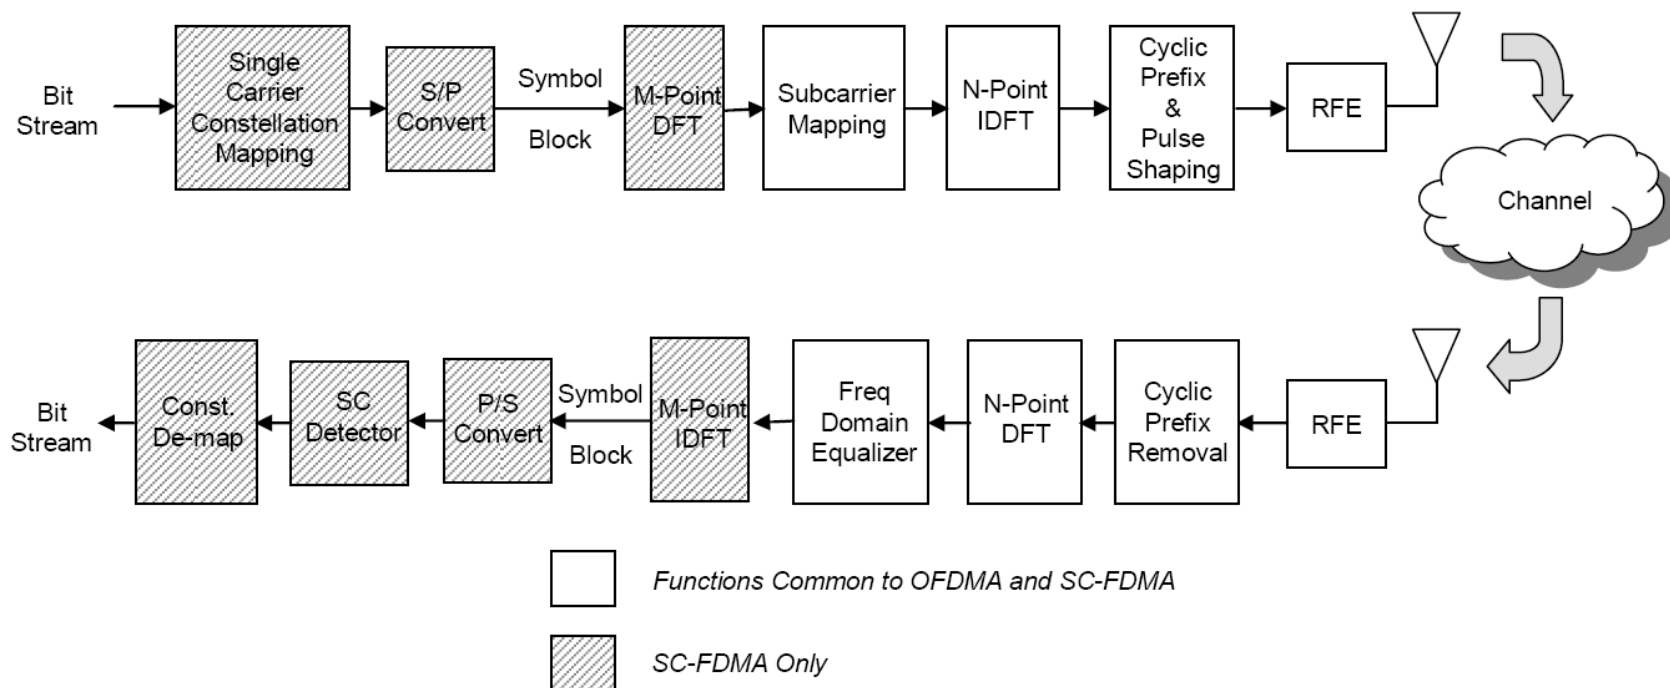 Bit
Stream
Single
Carrier
Constellation
Mapping
S/P
Convert
Symbol
Block
M-Point
DFT
Subcarrier
Mapping
N-Point
IDFT
Cyclic
Prefix
&
Pulse
Shaping
RFE
Channel
Bit
Stream
Const.
De-map
SC
Detector
P/S
Convert
Symbol
Block
M-Point
IDFT
Freq
Domain
Equalizer
N-Point
DFT
Cyclic
Prefix
Removal
RFE
Functions Common to OFDMA and SC-FDMA
SC-FDMA Only